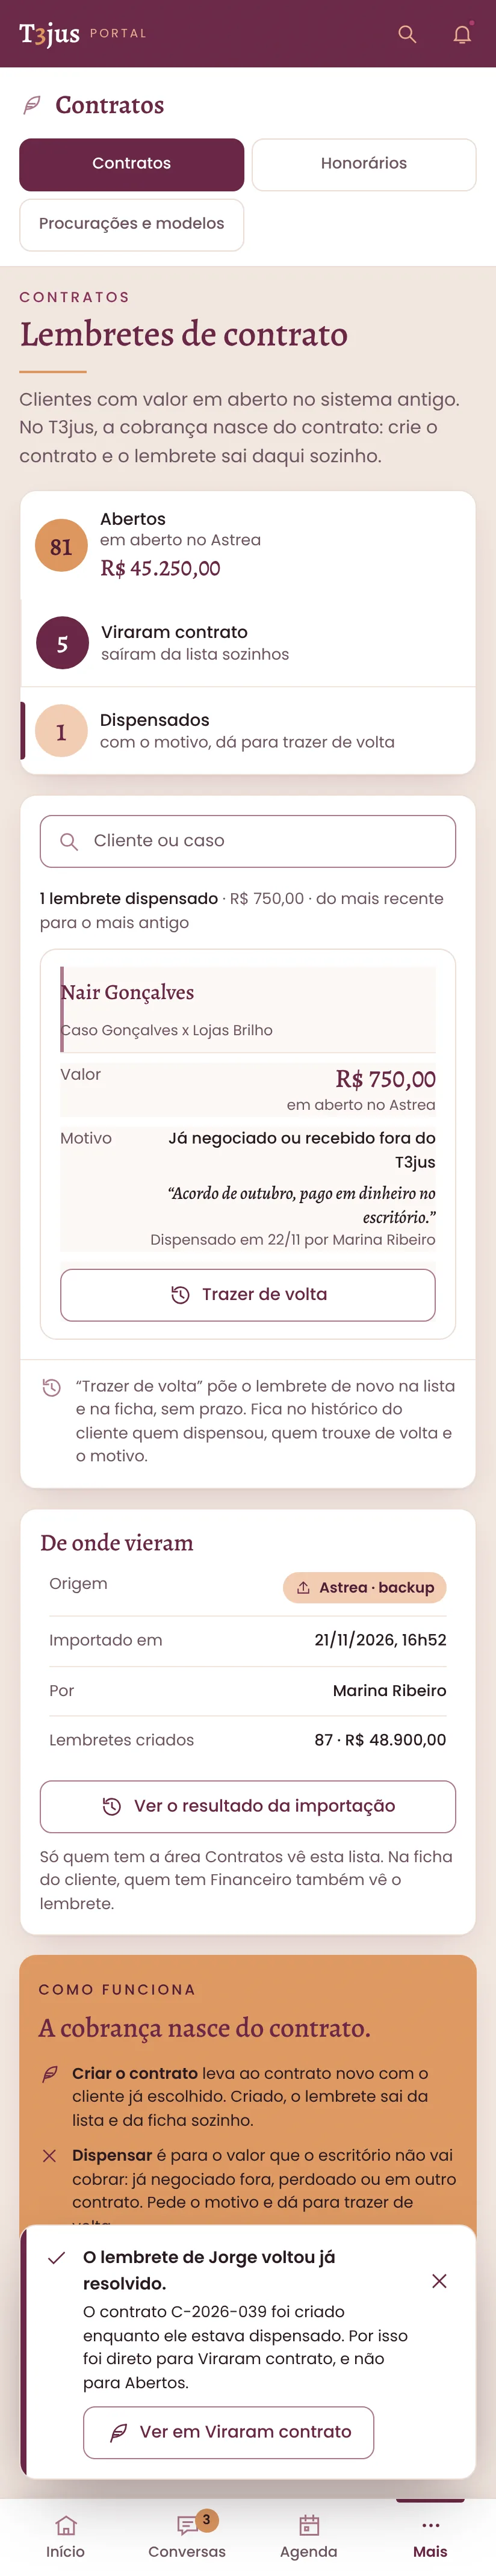 T3jus PORTAL
Contratos
Contratos
Honorários
Procurações e modelos
CONTRATOS
Lembretes de contrato
Clientes com valor em aberto no sistema antigo.
No T3jus, a cobrança nasce do contrato: crie o
contrato e o lembrete sai daqui sozinho.
81
Abertos
em aberto no Astrea
R$ 45.250,00
5
Viraram contrato
saíram da lista sozinhos
1
Dispensados
com o motivo, dá para trazer de volta
Cliente ou caso
1 lembrete dispensado · R$ 750,00 · do mais recente
para o mais antigo
Nair Gonçalves
Caso Gonçalves x Lojas Brilho
Valor
R$ 750,00
em aberto no Astrea
Motivo
Já negociado ou recebido fora do
T3jus
“Acordo de outubro, pago em dinheiro no
escritório.”
Dispensado em 22/11 por Marina Ribeiro
Trazer de volta
“Trazer de volta” põe o lembrete de novo na lista
e na ficha, sem prazo. Fica no histórico do
cliente quem dispensou, quem trouxe de volta e
o motivo.
De onde vieram
Origem
Astrea · backup
Importado em
21/11/2026, 16h52
Por
Marina Ribeiro
Lembretes criados
87 · R$ 48.900,00
Ver o resultado da importação
Só quem tem a área Contratos vê esta lista. Na ficha
do cliente, quem tem Financeiro também vê o
lembrete.
COMO FUNCIONA
A cobrança nasce do contrato.
Criar o contrato leva ao contrato novo com o
cliente já escolhido. Criado, o lembrete sai da
lista e da ficha sozinho.
Dispensar é para o valor que o escritório não vai
cobrar: já negociado fora, perdoado ou em outro
contrato. Pede o motivo e dá para trazer de
O lembrete de Jorge voltou já
resolvido.
O contrato C-2026-039 foi criado
enquanto ele estava dispensado. Por isso
foi direto para Viraram contrato, e não
para Abertos.
Ver em Viraram contrato
Início
3
Conversas
Agenda
Mais